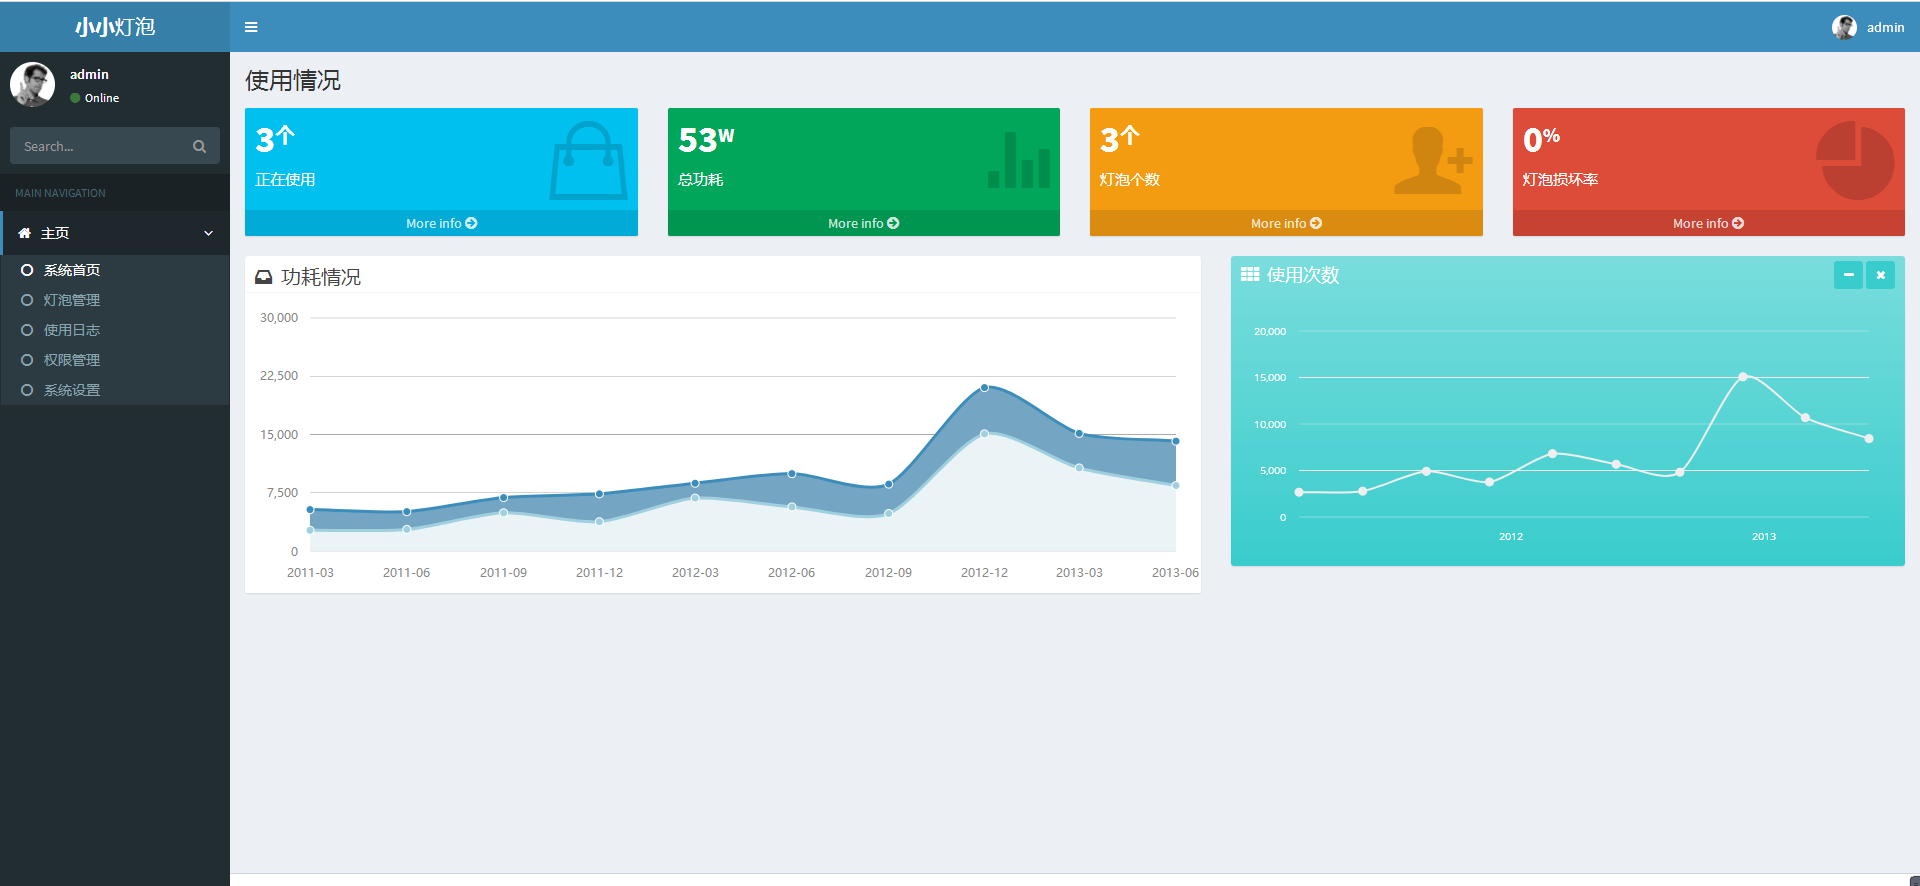 小小灯泡
admin
admin
Online
Search...
MAIN NAVIGATION
主页
系统首页
灯泡管理
使用日志
权限管理
系统设置
使用情况
3个
正在使用
More info
53W
总功耗
More info
3个
灯泡个数
More info
0%
灯泡损坏率
More info
功耗情况
30,000
22,500
15,000
7,500
0
2011-03 2011-06 2011-09 2011-12 2012-03 2012-06 2012-09 2012-12 2013-03 2013-06
使用次数
20,000
15,000
10,000
5,000
0
2012 2013